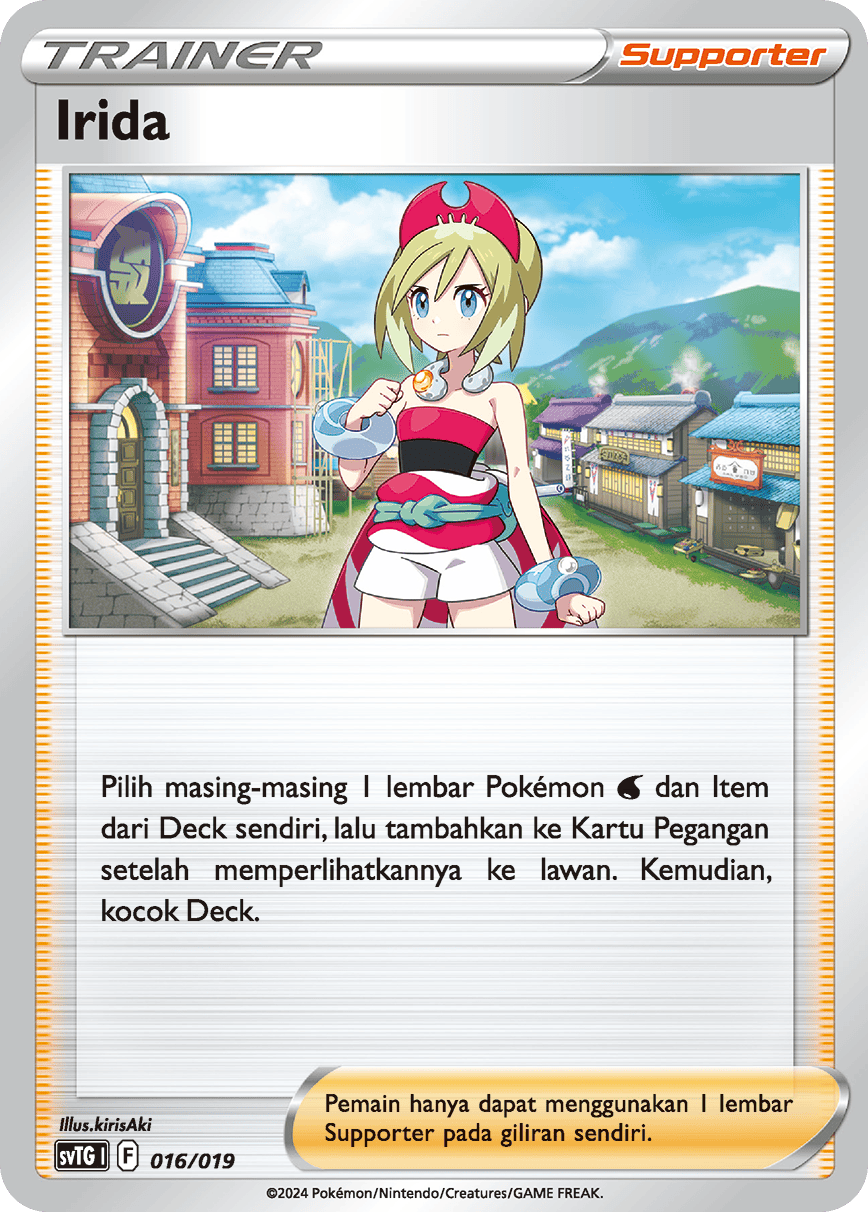 TRAINER
Supporter
Irida
Pilih masing-masing 1 lembar Pokémon dan Item
dari Deck sendiri, lalu tambahkan ke Kartu Pegangan
setelah memperlihatkannya ke lawan. Kemudian,
kocok Deck.
Pemain hanya dapat menggunakan 1 lembar
Supporter pada giliran sendiri.
Illus.kirisAki
svTG I F 016/019
©2024 Pokémon/Nintendo/Creatures/GAME FREAK.